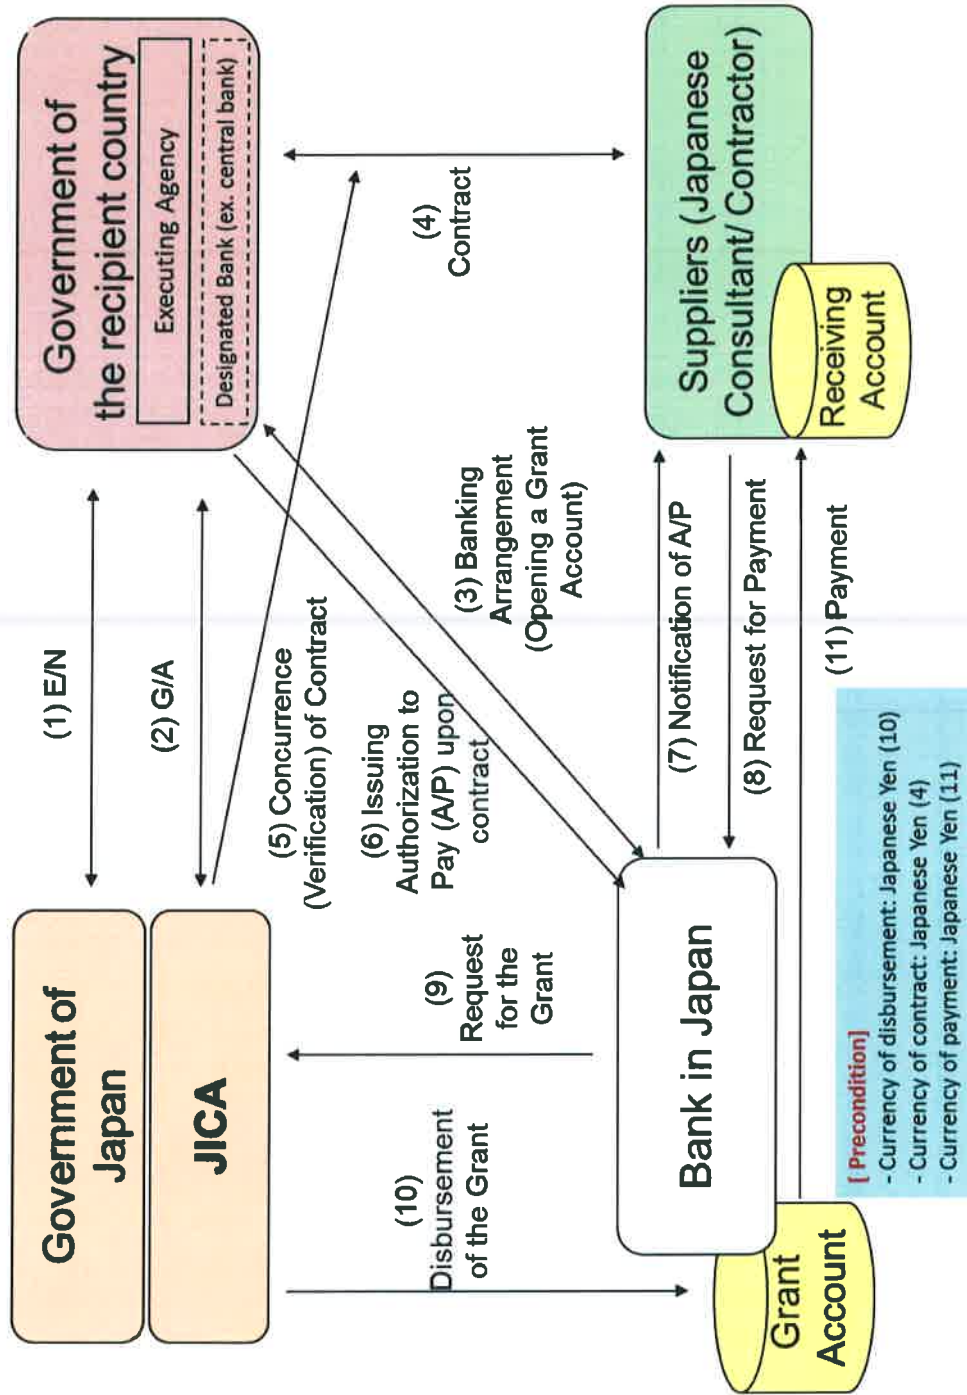 Government of
Japan
JICA
(1) E/N
(2) G/A
Government of
the recipient country
Executing Agency
Designated Bank (ex. central bank)
(5) Concurrence
(Verification) of Contract
(6) Issuing
Authorization to
Pay (A/P) upon
contract
(4)
Contract
(9)
Request
for the
Grant
(10)
Disbursement
of the Grant
(3) Banking
Arrangement
(Opening a Grant
Account)
Bank in Japan
Grant
Account
(7) Notification of A/P
(8) Request for Payment
(11) Payment
Suppliers (Japanese
Consultant/ Contractor)
Receiving
Account
[ Precondition]
- Currency of disbursement: Japanese Yen (10)
- Currency of contract: Japanese Yen (4)
- Currency of payment: Japanese Yen (11)